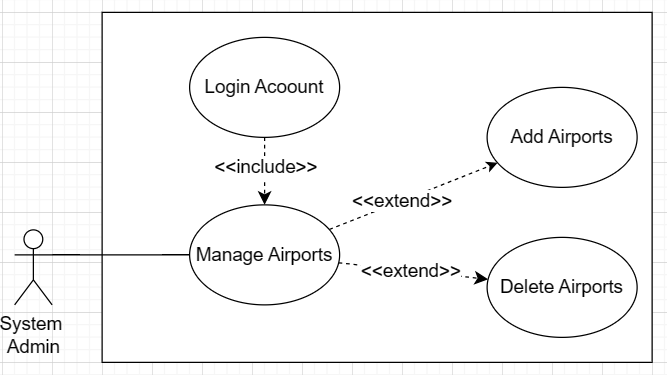 Login Acoount
Add Airports
<<include>>
<<extend>>
Manage Airports
<<extend>>
Delete Airports
System
Admin